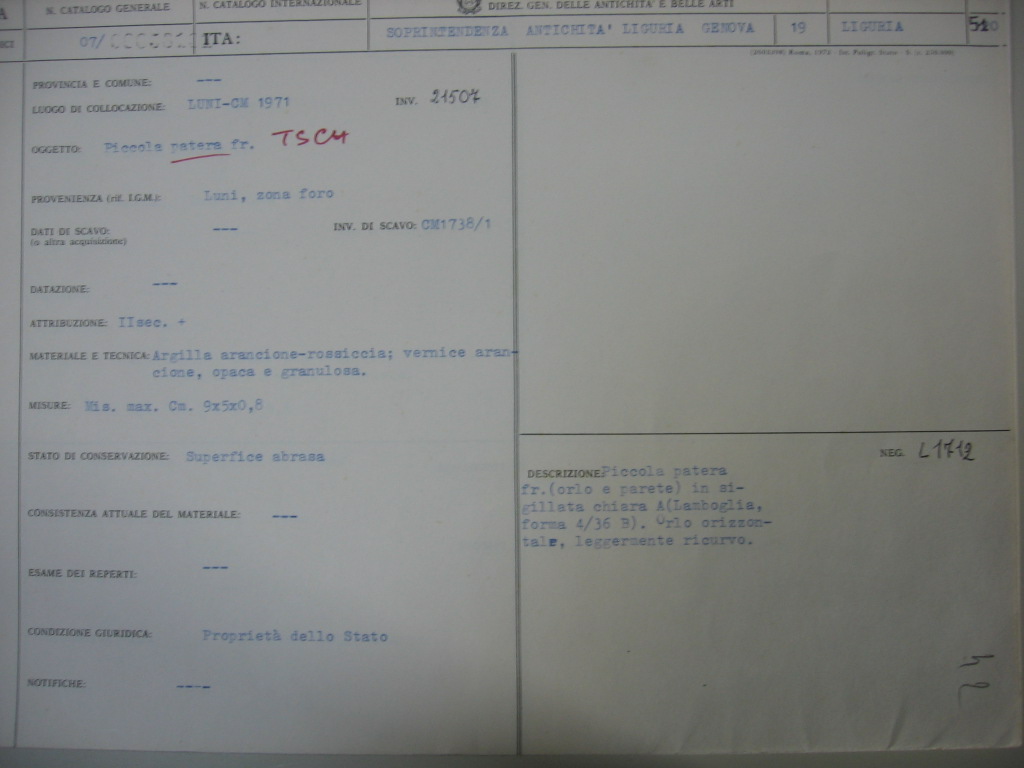 N. CATALOGO GENERALE
N. CATALOGO INTERNAZIONALE
DIREZ. GEN. DELLE ANTICHITA' E BELLE ARTI
07/
ITA:
SOPRINTENDENZA ANTICHITA' LIGURIA GENOVA
19
LIGURIA
PROVINCIA E COMUNE: ---
LUOGO DI COLLOCAZIONE: LUNI-CM 1971
INV. 21507
OGGETTO: Piccola patera fr. TSCH
PROVENIENZA (rif. I.G.M.): Luni, zona foro
DATI DI SCAVO: --- INV. DI SCAVO: CM1738/1
(o altra acquisizione)
DATAZIONE: ---
ATTRIBUZIONE: IIsec. +
MATERIALE E TECNICA: Argilla arancione-rossiccia; vernice aran-
cione, opaca e granulosa.
MISURE: Mis. max. Cm. 9x5x0,8
STATO DI CONSERVAZIONE: Superfice abrasa
CONSISTENZA ATTUALE DEL MATERIALE: ---
ESAME DEI REPERTI: ---
CONDIZIONE GIURIDICA: Proprietà dello Stato
NOTIFICHE: ----
NEG. L1712
DESCRIZIONE: Piccola patera
fr.(orlo e parete) in si-
gillata chiara A(Lamboglia,
forma 4/36 B). Orlo orizzon-
tale, leggermente ricurvo.